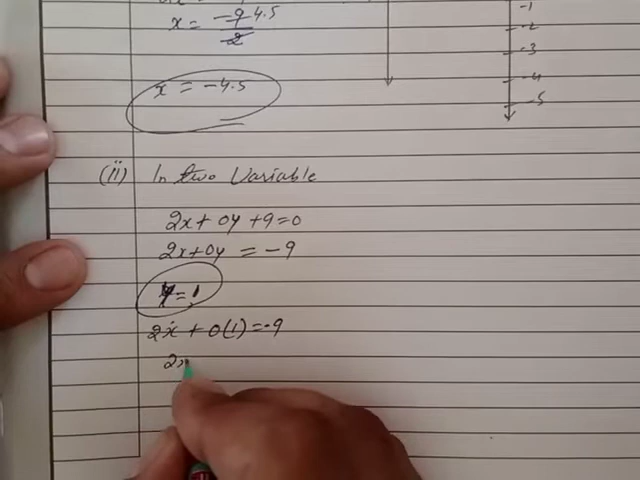 x = -9 4.5
2
x = -4.5
-1
-2
-3
-4
-5
(ii) In two Variable
2x + 0y + 9 = 0
2x + 0y = -9
y = 1
2x + 0(1) = -9
2x